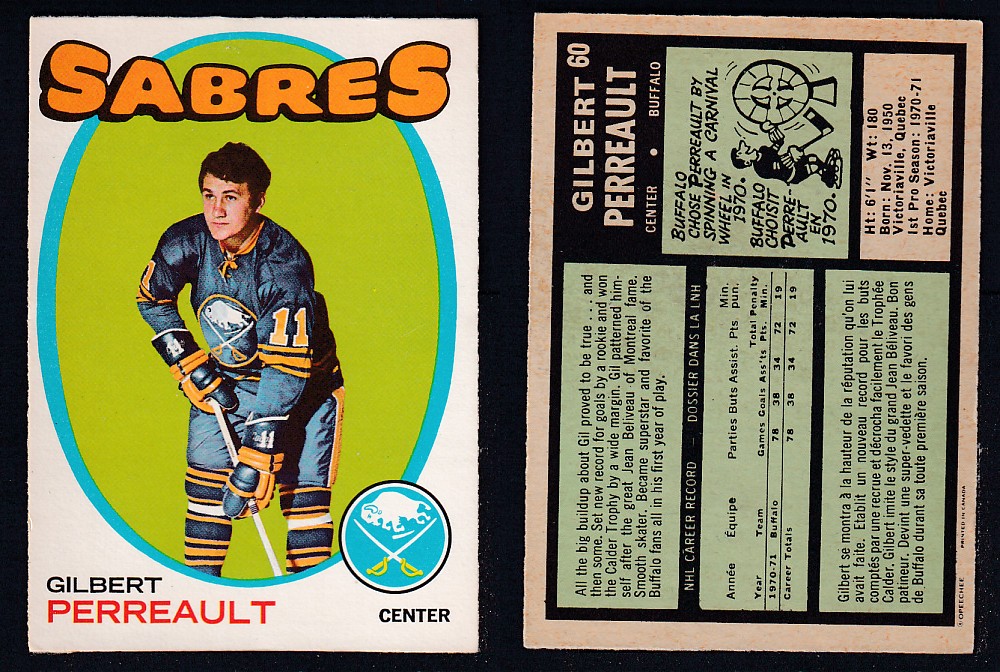 SABRES
11
11
11
GILBERT
PERREAULT
CENTER
GILBERT 60
PERREAULT
CENTER • BUFFALO
BUFFALO
CHOSE PERREAULT BY
SPINNING A CARNIVAL
WHEEL IN
1970.
BUFFALO
CHOISIT
PERRE-
AULT
EN
1970.
Ht: 6'1" Wt: 180
Born: Nov. 13, 1950
Victoriaville, Quebec
1st Pro Season: 1970-71
Home: Victoriaville
Quebec
All the big buildup about Gil proved to be true . . . and
then some. Set new record for goals by a rookie and won
the Calder Trophy by a wide margin. Gil patterned him-
self after the great Jean Beliveau of Montreal fame.
Smooth skater. Became superstar and favorite of the
Buffalo fans all in his first year of play.
NHL CAREER RECORD — DOSSIER DANS LA LNH
Année Équipe Parties Buts Assist. Pts Min. pun.
Year Team Games Goals Ass'ts Pts. Total Penalty Min.
1970-71 Buffalo 78 38 34 72 19
Career Totals 78 38 34 72 19
Gilbert se montra à la hauteur de la réputation qu'on lui
avait faite. Etablit un nouveau record pour les buts
comptés par une recrue et décrocha facilement le Trophée
Calder. Gilbert imite le style du grand Jean Béliveau. Bon
patineur. Devint une super-vedette et le favori des gens
de Buffalo durant sa toute première saison.
© OPEECHEE PRINTED IN CANADA